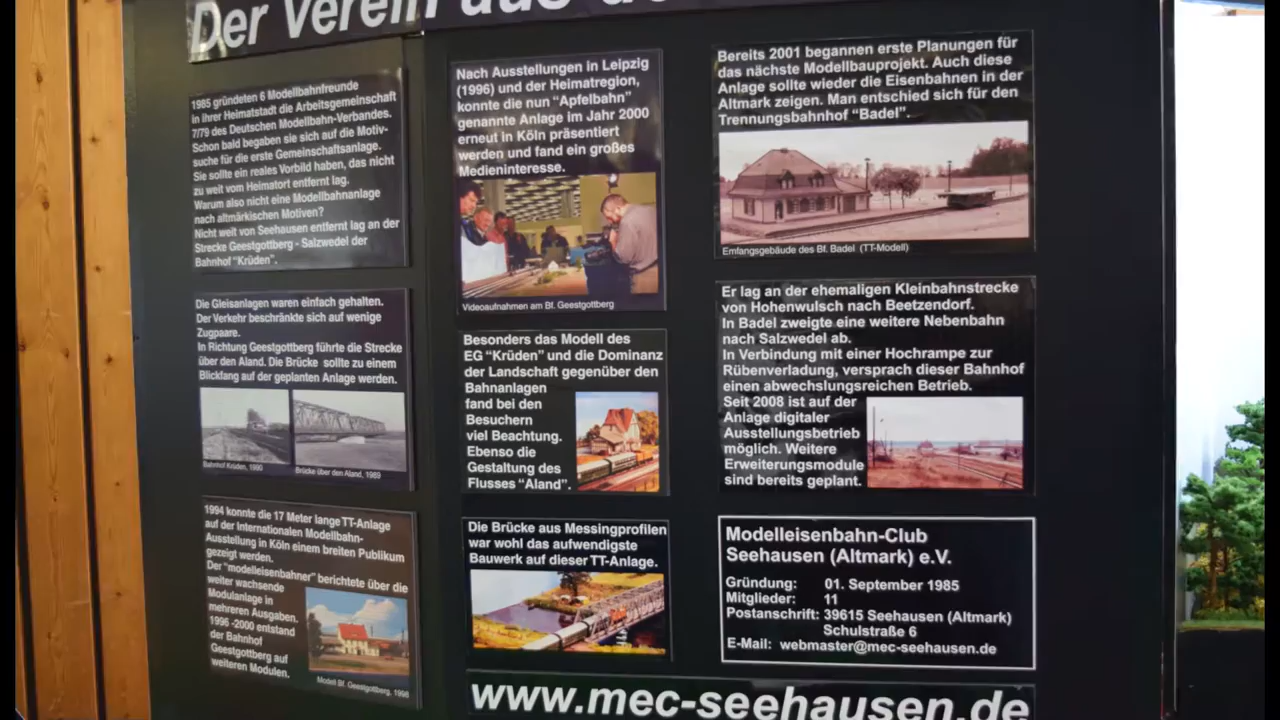 Der Verein aus de
1985 gründeten 6 Modellbahnfreunde
in ihrer Heimatstadt die Arbeitsgemeinschaft
7/79 des Deutschen Modellbahn-Verbandes.
Schon bald begaben sie sich auf die Motiv-
suche für die erste Gemeinschaftsanlage.
Sie sollte ein reales Vorbild haben, das nicht
zu weit vom Heimatort entfernt lag.
Warum also nicht eine Modellbahnanlage
nach altmärkischen Motiven?
Nicht weit von Seehausen entfernt lag an der
Strecke Geestgottberg - Salzwedel der
Bahnhof “Krüden”.
Die Gleisanlagen waren einfach gehalten.
Der Verkehr beschränkte sich auf wenige
Zugpaare.
In Richtung Geestgottberg führte die Strecke
über den Aland. Die Brücke sollte zu einem
Blickfang auf der geplanten Anlage werden.
Bahnhof Krüden, 1990
Brücke über den Aland, 1989
1994 konnte die 17 Meter lange TT-Anlage
auf der Internationalen Modellbahn-
Ausstellung in Köln einem breiten Publikum
gezeigt werden.
Der “modelleisenbahner” berichtete über die
weiter wachsende
Modulanlage in
mehreren Ausgaben.
1996 -2000 entstand
der Bahnhof
Geestgottberg auf
weiteren Modulen.
Modell Bf. Geestgottberg, 1998
Nach Ausstellungen in Leipzig
(1996) und der Heimatregion,
konnte die nun “Apfelbahn”
genannte Anlage im Jahr 2000
erneut in Köln präsentiert
werden und fand ein großes
Medieninteresse.
Videoaufnahmen am Bf. Geestgottberg
Besonders das Modell des
EG “Krüden” und die Dominanz
der Landschaft gegenüber den
Bahnanlagen
fand bei den
Besuchern
viel Beachtung.
Ebenso die
Gestaltung des
Flusses “Aland”.
Die Brücke aus Messingprofilen
war wohl das aufwendigste
Bauwerk auf dieser TT-Anlage.
Bereits 2001 begannen erste Planungen für
das nächste Modellbauprojekt. Auch diese
Anlage sollte wieder die Eisenbahnen in der
Altmark zeigen. Man entschied sich für den
Trennungsbahnhof “Badel”.
Emfangsgebäude des Bf. Badel (TT-Modell)
Er lag an der ehemaligen Kleinbahnstrecke
von Hohenwulsch nach Beetzendorf.
In Badel zweigte eine weitere Nebenbahn
nach Salzwedel ab.
In Verbindung mit einer Hochrampe zur
Rübenverladung, versprach dieser Bahnhof
einen abwechslungsreichen Betrieb.
Seit 2008 ist auf der
Anlage digitaler
Ausstellungsbetrieb
möglich. Weitere
Erweiterungsmodule
sind bereits geplant.
Modelleisenbahn-Club
Seehausen (Altmark) e.V.
Gründung: 01. September 1985
Mitglieder: 11
Postanschrift: 39615 Seehausen (Altmark)
Schulstraße 6
E-Mail: webmaster@mec-seehausen.de
www.mec-seehausen.de